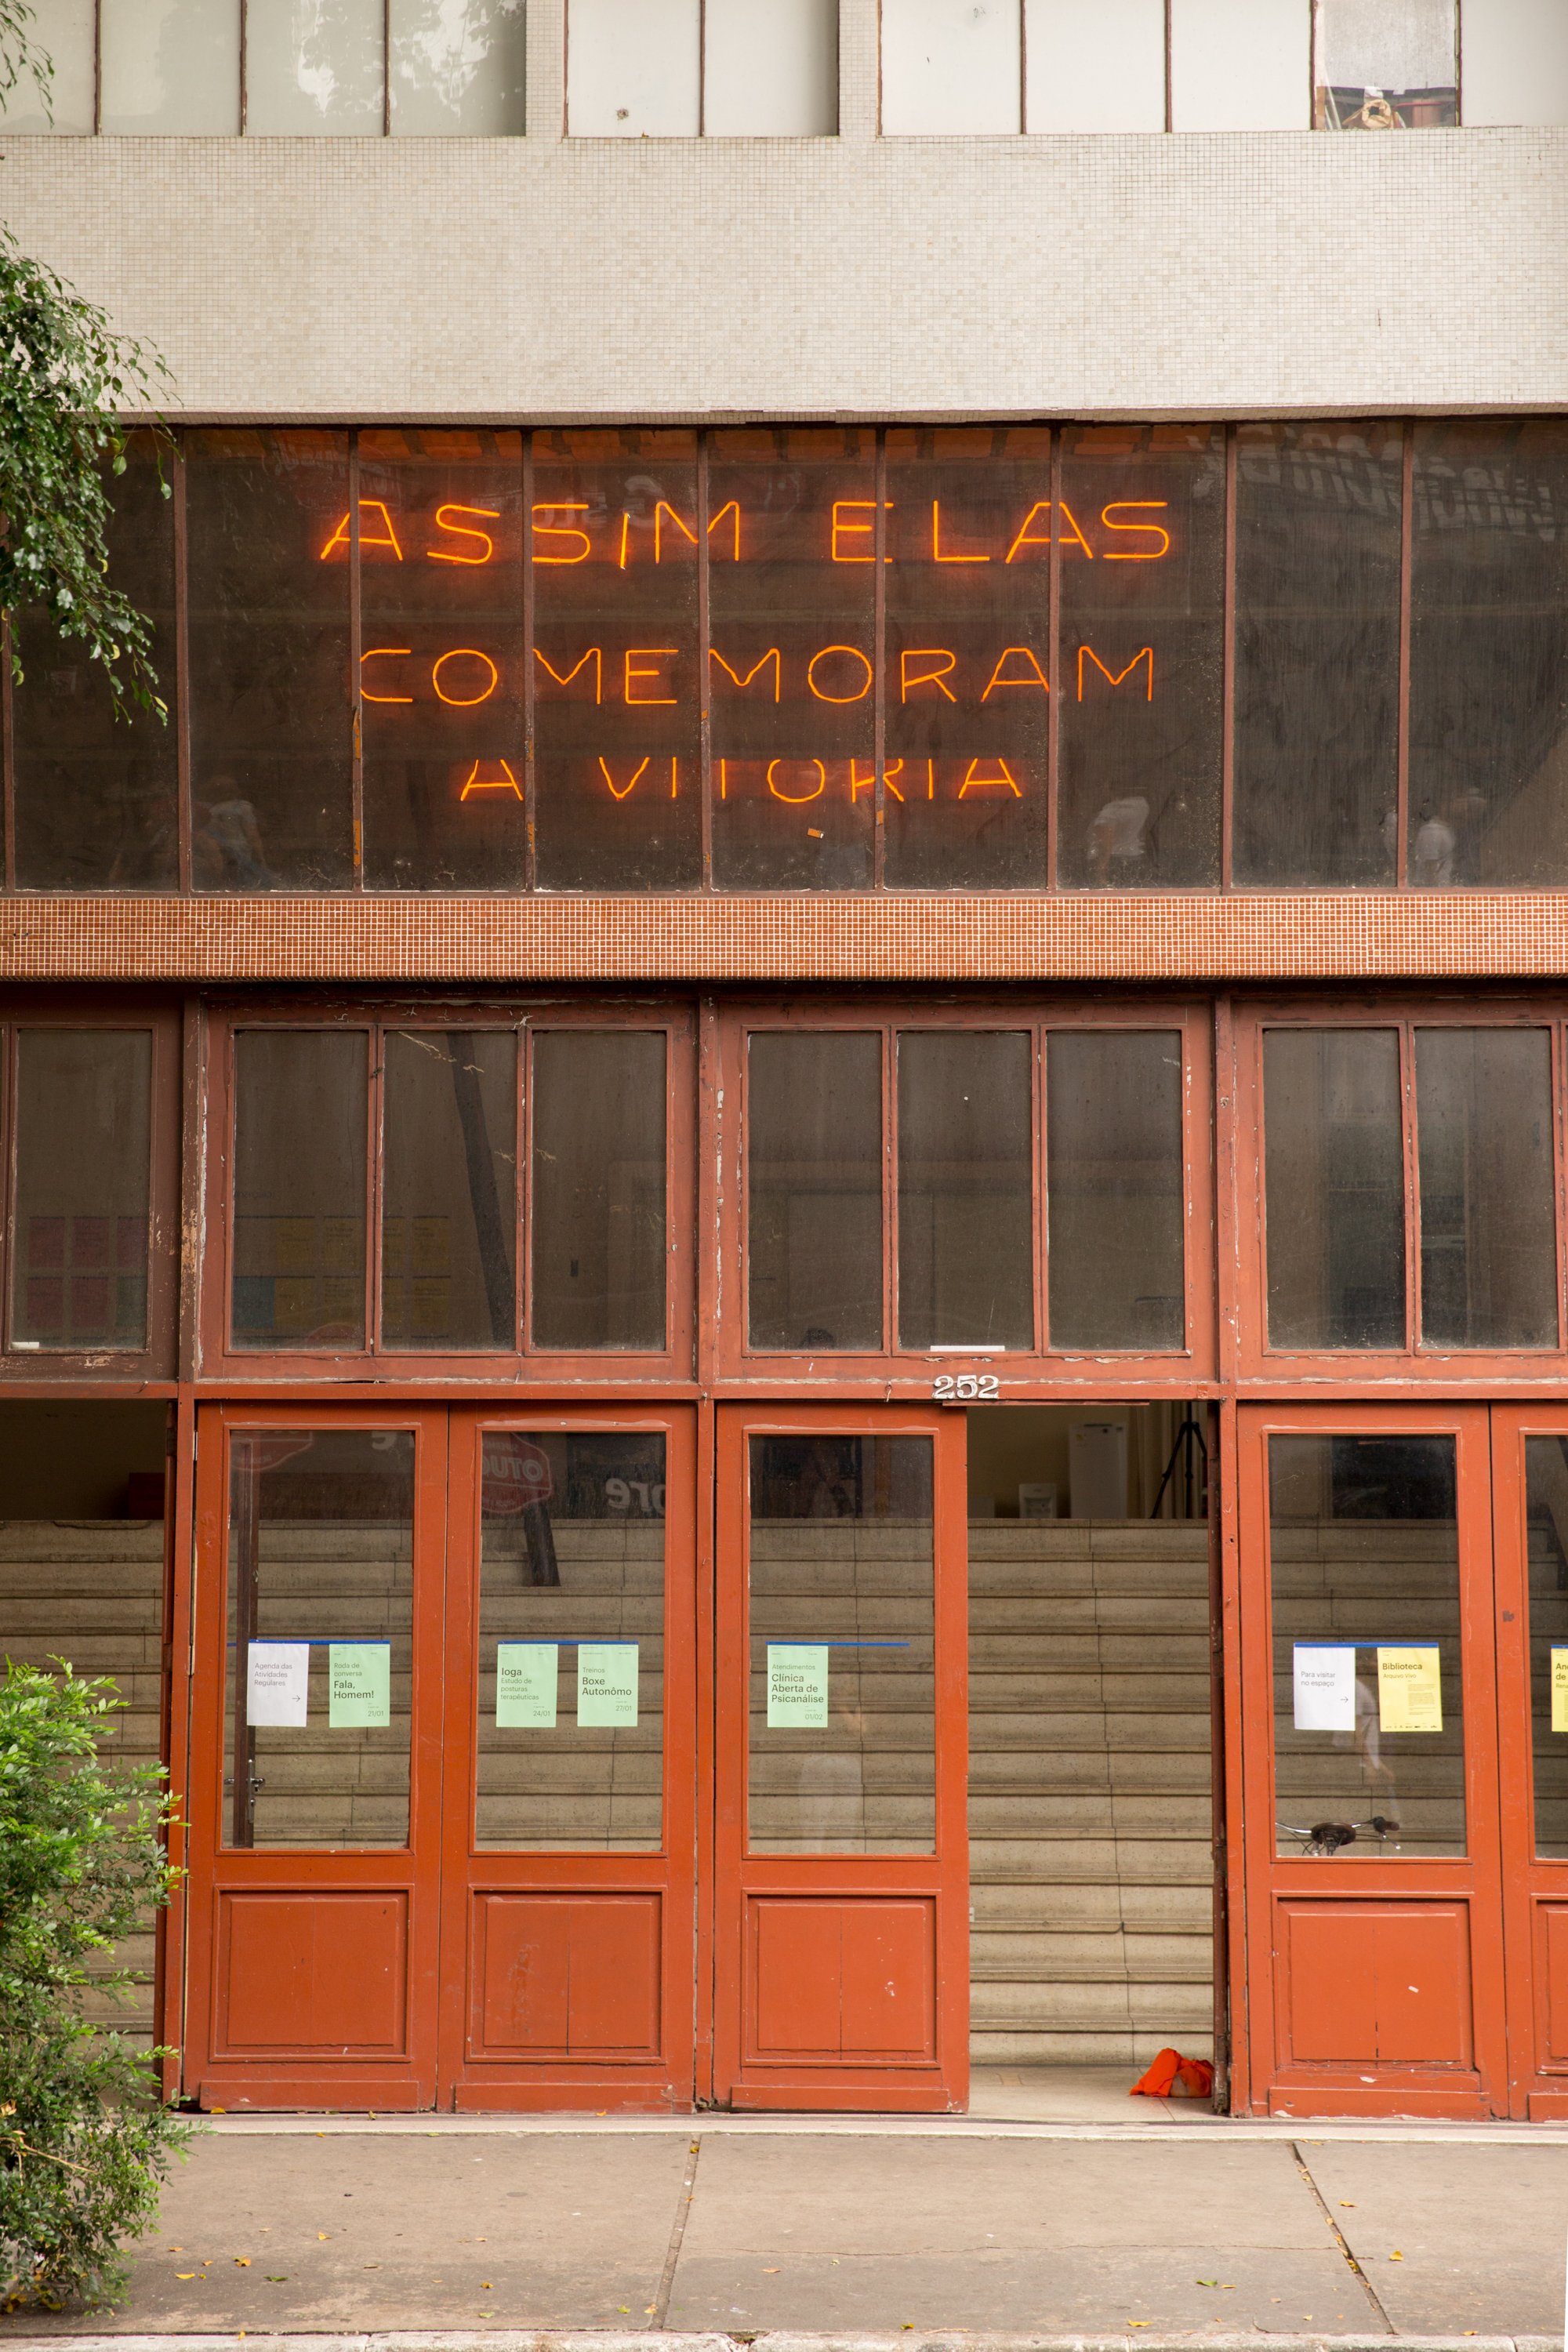 ASSIM ELAS
COMEMORAM
A VITORIA
252
Agenda das
Atividades
Regulares
→
Roda de
conversa
Fala,
Homem!
21/01
Ioga
Estudo de
posturas
terapêuticas
24/01
Treinos
Boxe
Autonômo
27/01
Atendimentos
Clínica
Aberta de
Psicanálise
01/02
Para visitar
no espaço
→
Biblioteca